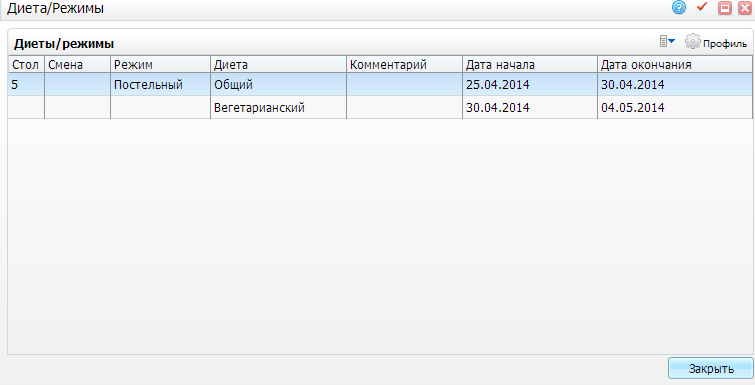 Диета/Режимы
Диеты/режимы Профиль
Стол Смена Режим Диета Комментарий Дата начала Дата окончания
5 Постельный Общий 25.04.2014 30.04.2014
Вегетарианский 30.04.2014 04.05.2014
Закрыть